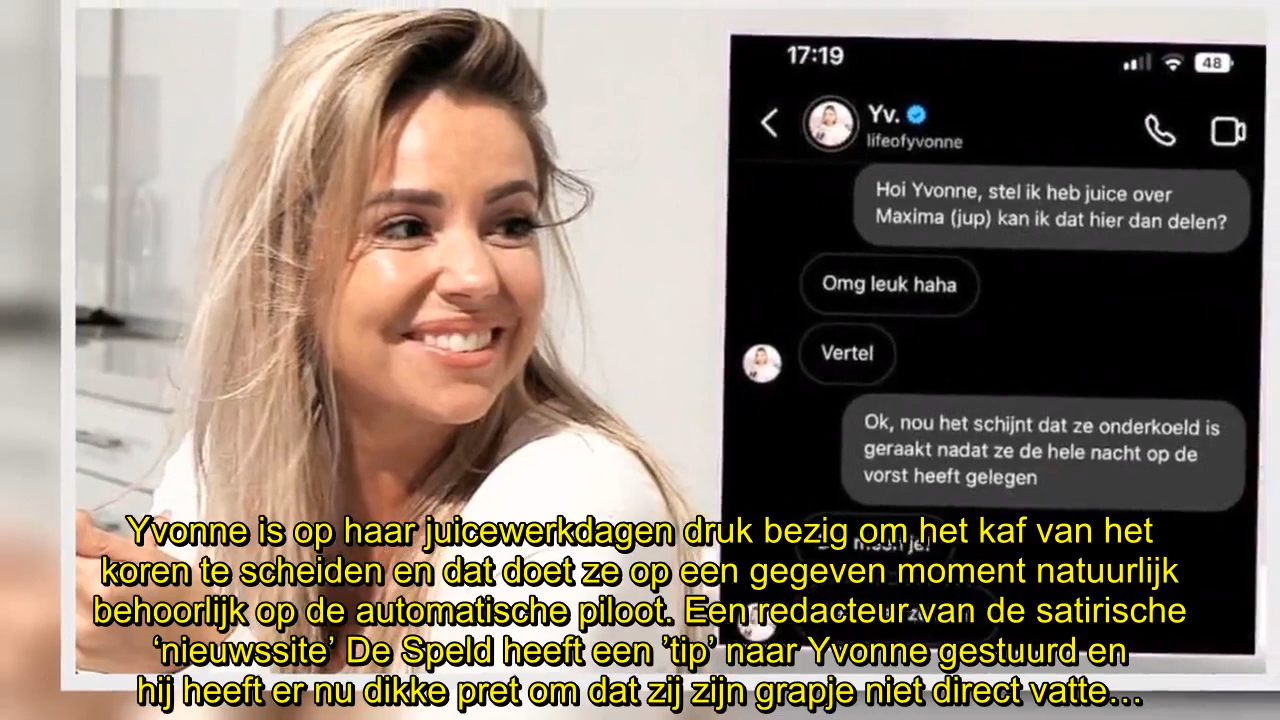 17:19
48
Yv.
lifeofyvonne
Hoi Yvonne, stel ik heb juice over
Maxima (jup) kan ik dat hier dan delen?
Omg leuk haha
Vertel
Ok, nou het schijnt dat ze onderkoeld is
geraakt nadat ze de hele nacht op de
vorst heeft gelegen
je!
Yvonne is op haar juicewerkdagen druk bezig om het kaf van het
koren te scheiden en dat doet ze op een gegeven moment natuurlijk
behoorlijk op de automatische piloot. Een redacteur van de satirische
‘nieuwssite’ De Speld heeft een ’tip’ naar Yvonne gestuurd en
hij heeft er nu dikke pret om dat zij zijn grapje niet direct vatte…